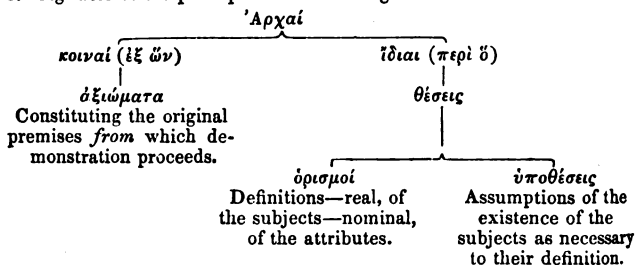 Ἀρχαί
κοιναί (ἐξ ὧν)
ἀξιώματα
Constituting the original
premises from which de-
monstration proceeds.
ἴδιαι (περὶ ὅ)
θέσεις
ὁρισμοί
Definitions—real, of
the subjects—nominal,
of the attributes.
ὑποθέσεις
Assumptions of the
existence of the
subjects as necessary
to their definition.